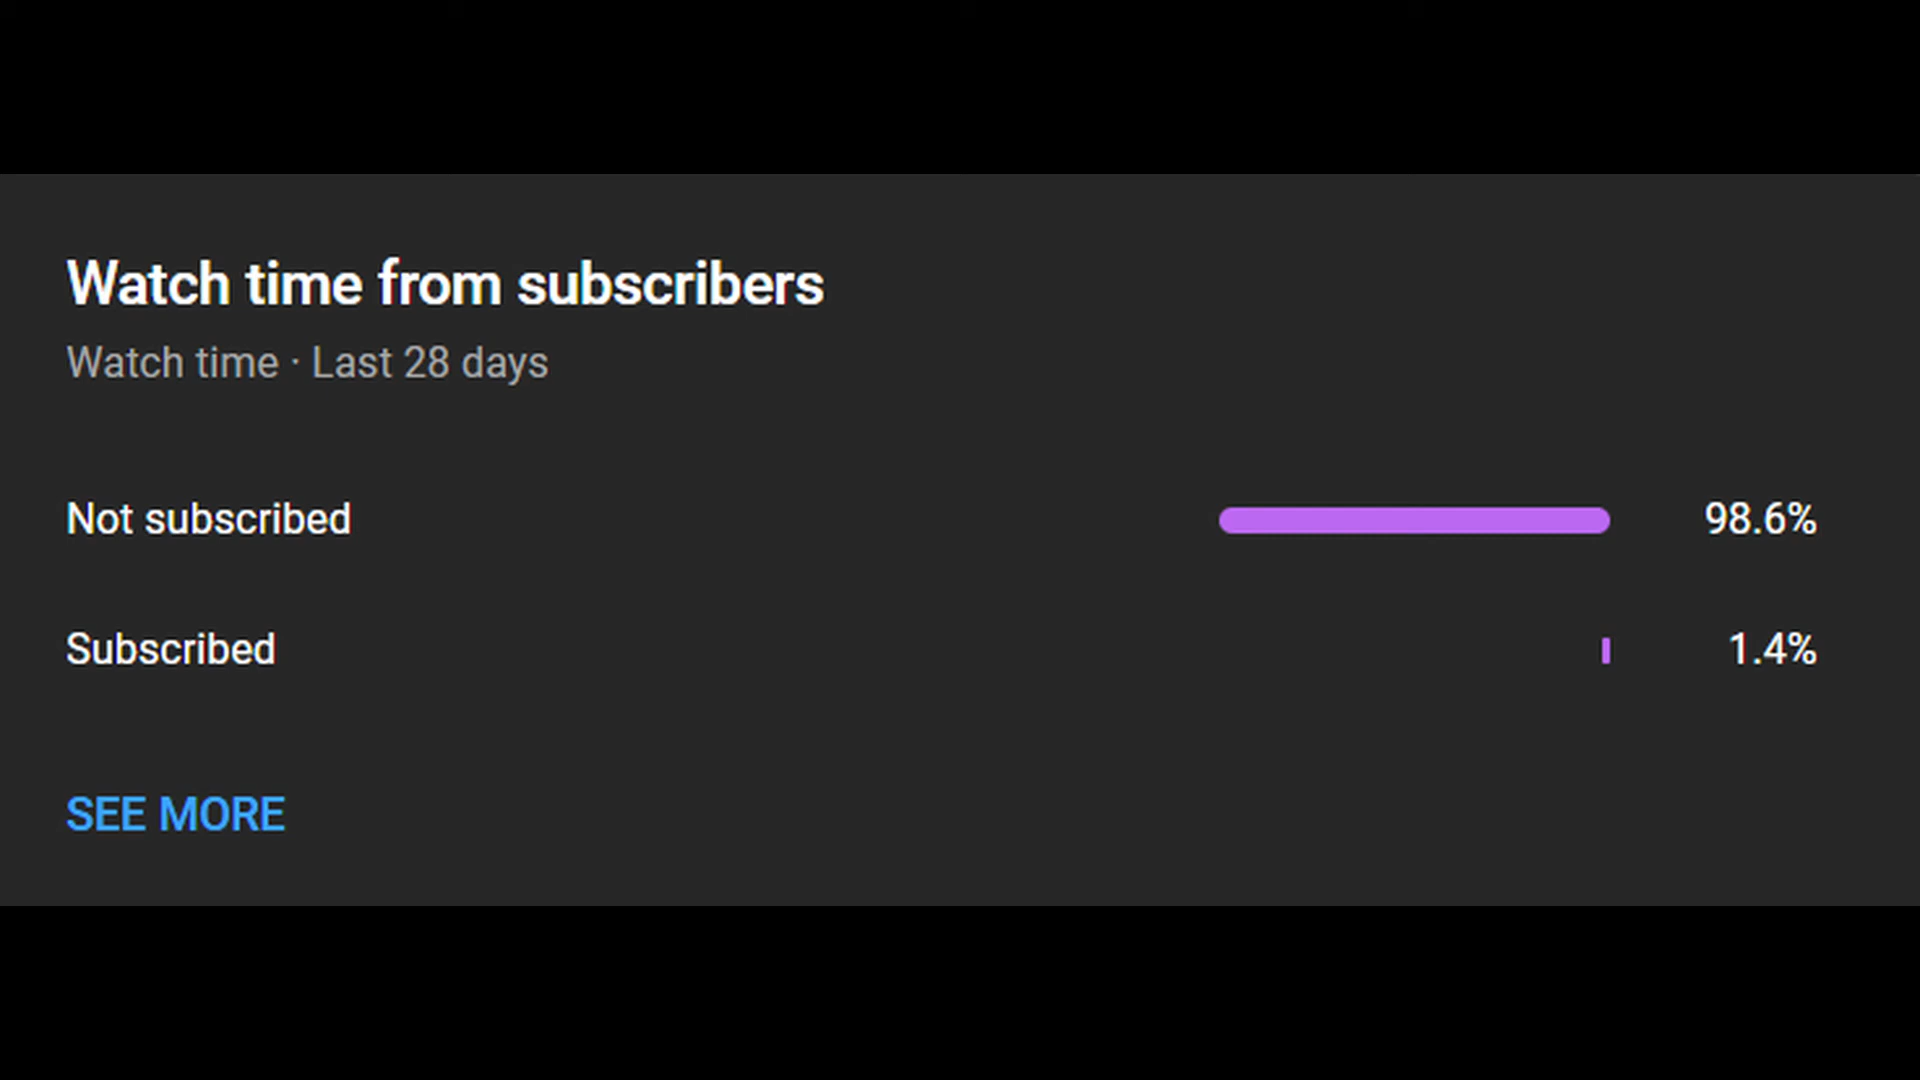 Watch time from subscribers
Watch time · Last 28 days
Not subscribed 98.6%
Subscribed 1.4%
SEE MORE